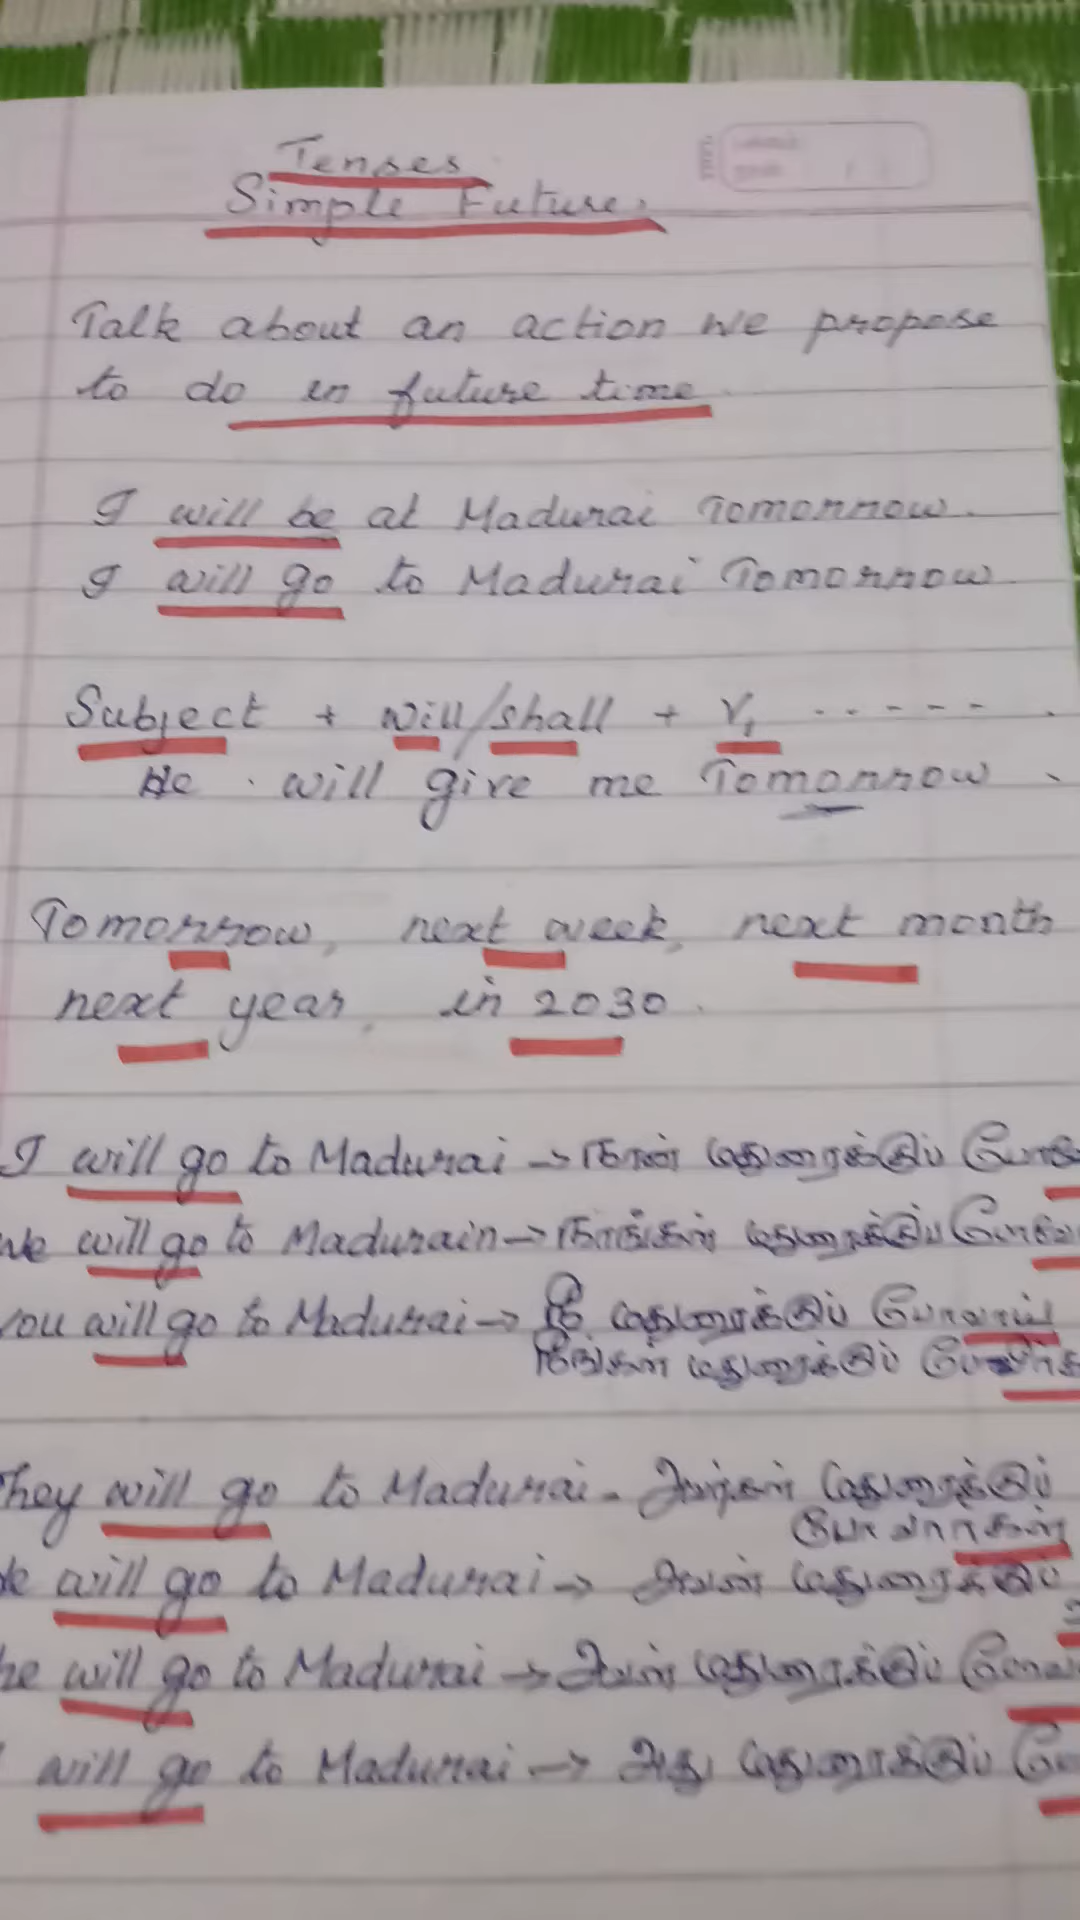 Tenses
Simple Future.
Talk about an action we propose
to do in future time.
I will be at Madurai Tomorrow.
I will go to Madurai Tomorrow
Subject + will/shall + V1 ------ .
He . will give me Tomorrow .
Tomorrow, next week, next month
next year, in 2030.
I will go to Madurai → நான் மதுரைக்குப்
we will go to Madurain → நாங்கள் மதுரைக்குப்
you will go to Madurai → நீ மதுரைக்குப் போவாய்
நீங்கள் மதுரைக்குப்
They will go to Madurai - அவர்கள் மதுரைக்குப்
போவார்கள்
will go to Madurai → அவன் மதுரைக்குப்
will go to Madurai → அவள் மதுரைக்குப்
will go to Madurai → அது மதுரைக்குப்